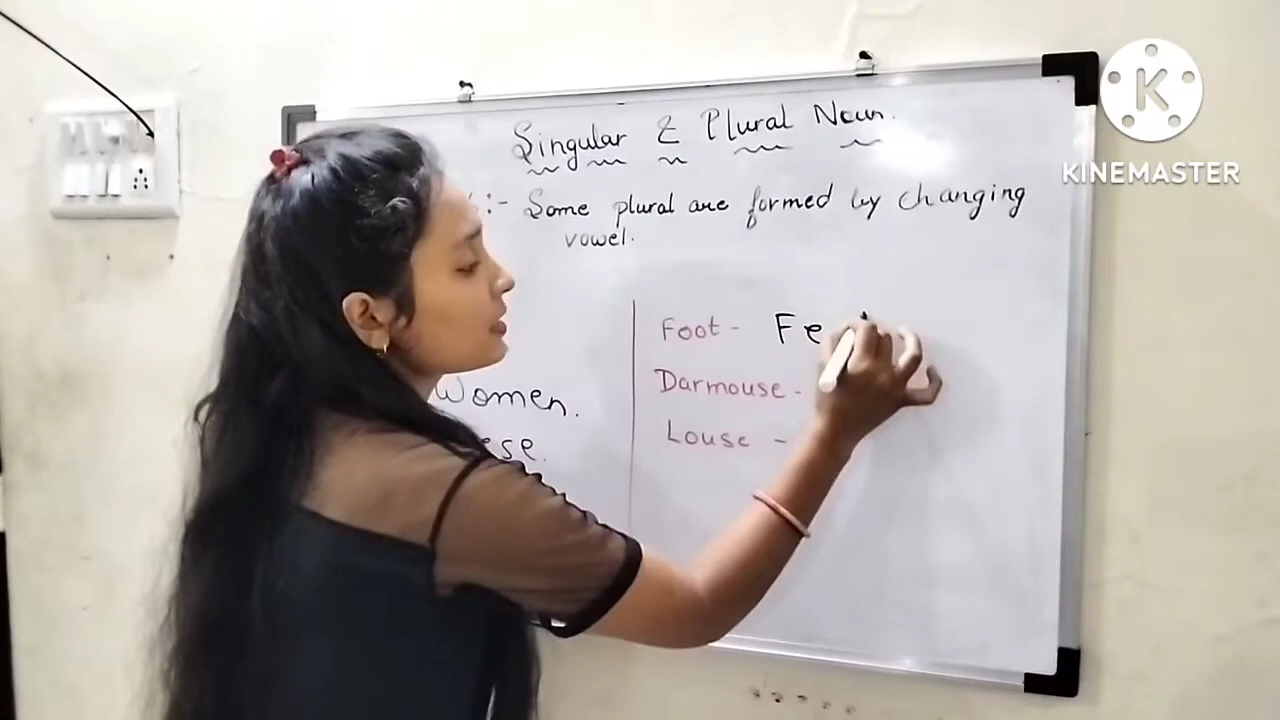 Singular & Plural Noun.
:- Some plural are formed by changing
vowel.
Women.
ese.
Foot - Fe
Darmouse -
Louse -
K
KINEMASTER